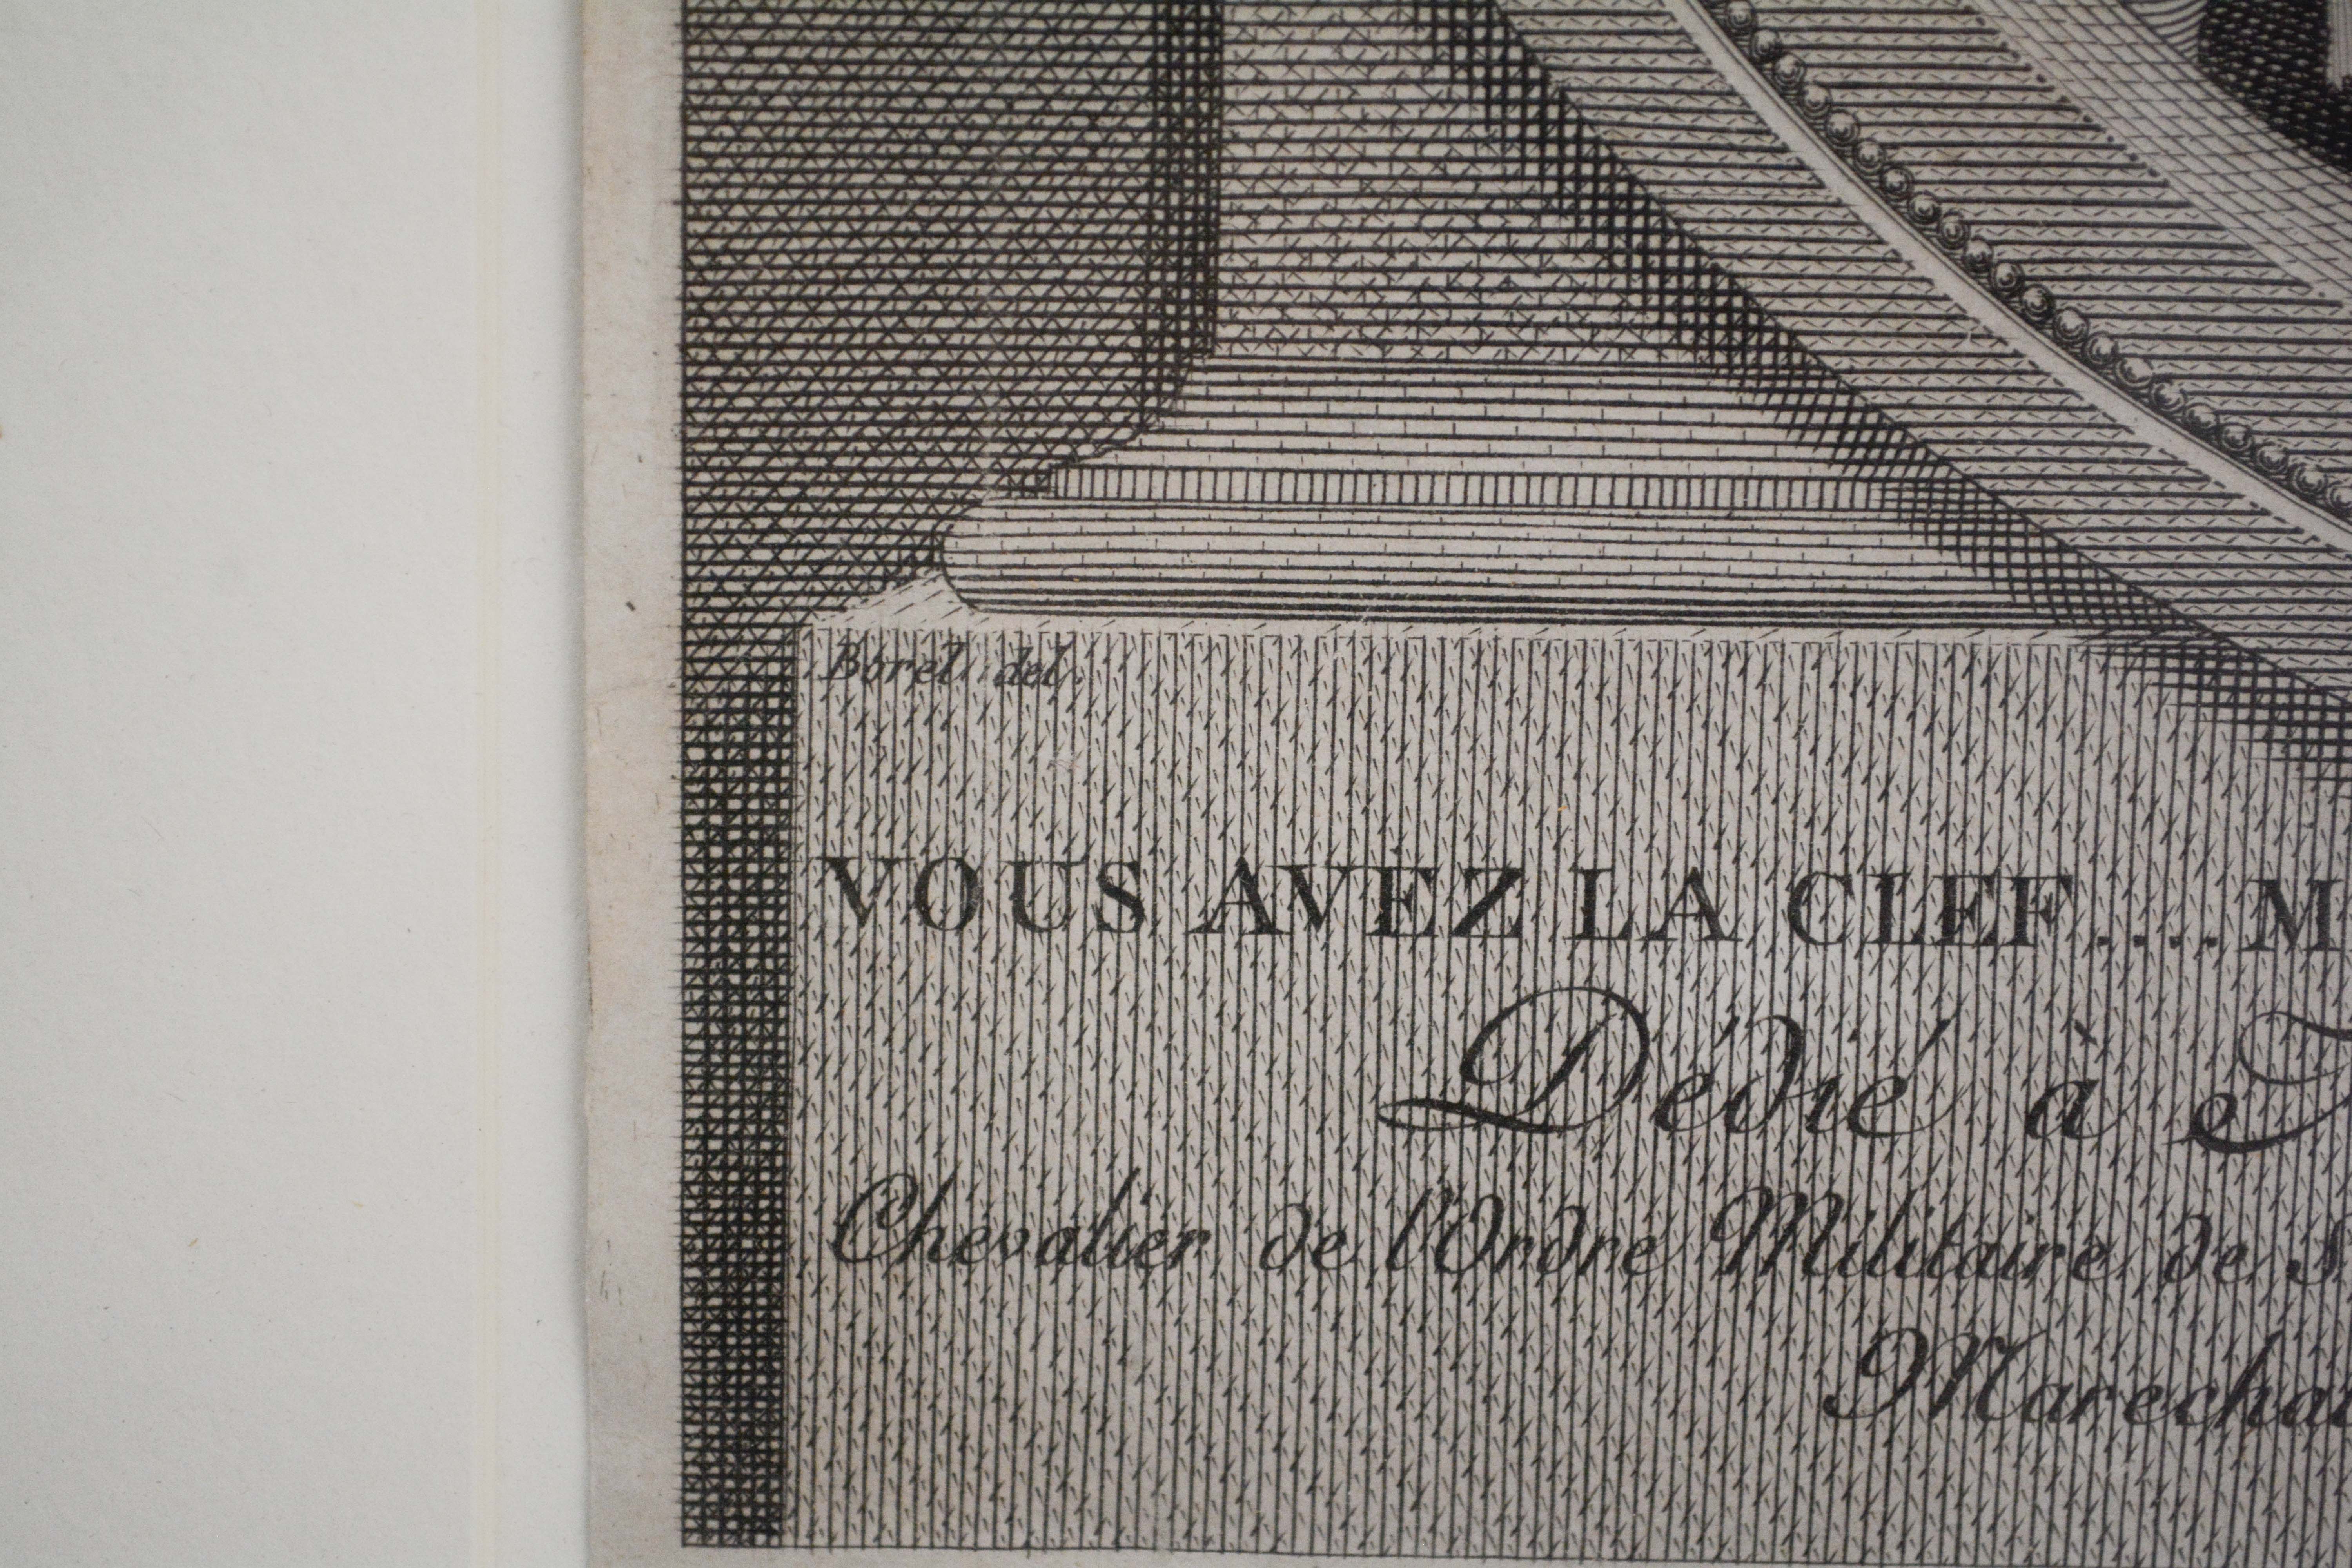 Borel del.
VOUS AVEZ LA CLEF.... M
Dédié à
Chevalier de l'Ordre Militaire de S
Marechal